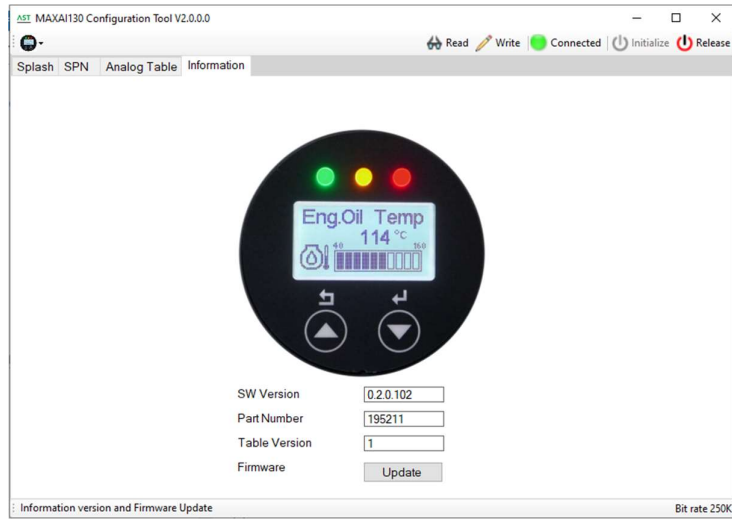 AST MAXAI130 Configuration Tool V2.0.0.0
Read Write Connected Initialize Release
Splash SPN Analog Table Information
Eng.Oil Temp
114 °C
40 160
SW Version 0.2.0.102
Part Number 195211
Table Version 1
Firmware Update
Information version and Firmware Update Bit rate 250K